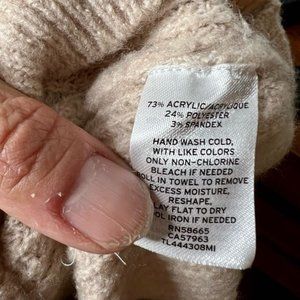 73% ACRYLIC/ACRYLIQUE
24% POLYESTER
3% SPANDEX
HAND WASH COLD,
WITH LIKE COLORS
ONLY NON-CHLORINE
BLEACH IF NEEDED
ROLL IN TOWEL TO REMOVE
EXCESS MOISTURE,
RESHAPE,
LAY FLAT TO DRY
COOL IRON IF NEEDED
RN58665
CA57963
TL444308MI